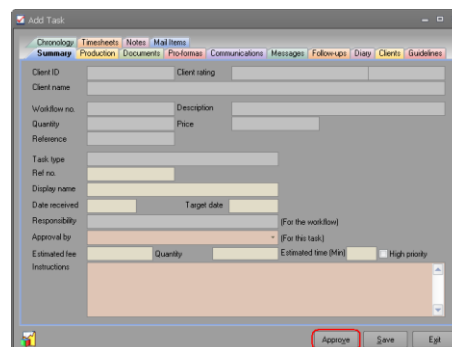 Add Task
Chronology Timesheets Notes Mail Items
Summary Production Documents Pro-formas Communications Messages Follow-ups Diary Clients Guidelines
Client ID Client rating
Client name
Workflow no. Description
Quantity Price
Reference
Task type
Ref no.
Display name
Date received Target date
Responsibility (For the workflow)
Approval by (For this task)
Estimated fee Quantity Estimated time (Min) High priority
Instructions
Approve Save Exit